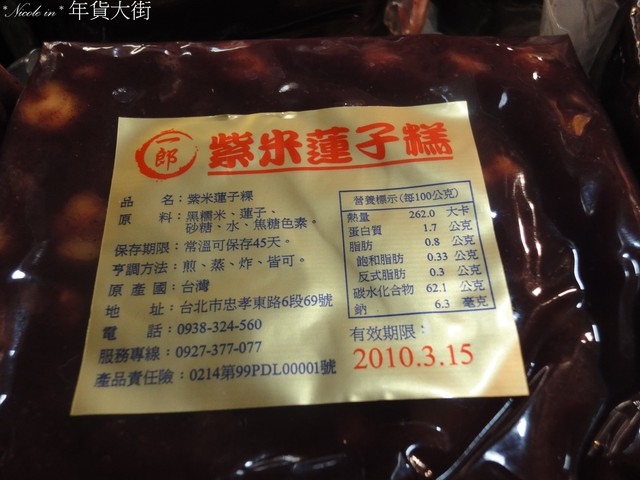 *Nicole in* 年貨大街
一郎 紫米蓮子糕
品　　名：紫米蓮子粿
原　　料：黑糯米、蓮子、
砂糖、水、焦糖色素。
保存期限：常溫可保存45天。
亨調方法：煎、蒸、炸、皆可。
原 產 國：台灣
地　　址：台北市忠孝東路6段69號
電　　話：0938-324-560
服務專線：0927-377-077
產品責任險：0214第99PDL00001號
營養標示(每100公克)
熱量 262.0 大卡
蛋白質 1.7 公克
脂肪 0.8 公克
飽和脂肪 0.33 公克
反式脂肪 0.3 公克
碳水化合物 62.1 公克
鈉 6.3 毫克
有效期限：
2010.3.15